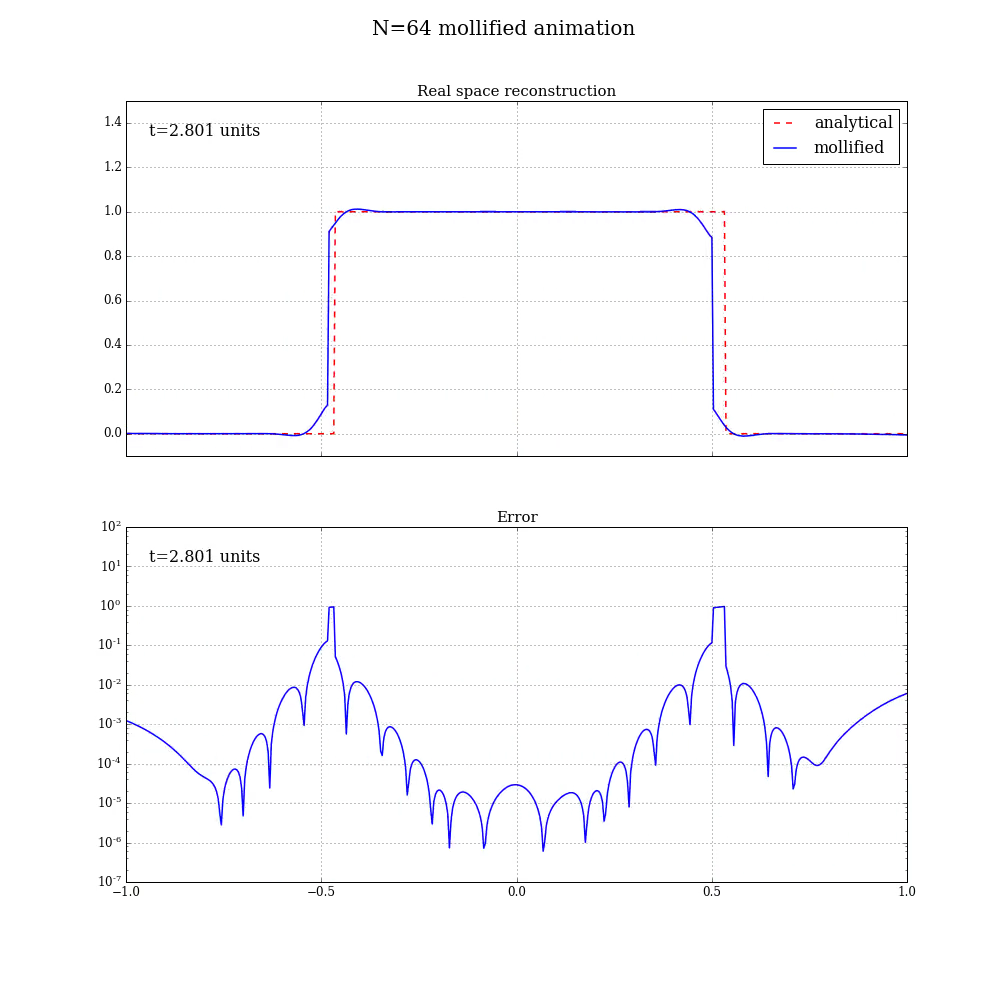 N=64 mollified animation
Real space reconstruction
t=2.801 units
analytical
mollified
1.4
1.2
1.0
0.8
0.6
0.4
0.2
0.0
Error
t=2.801 units
10²
10¹
10⁰
10⁻¹
10⁻²
10⁻³
10⁻⁴
10⁻⁵
10⁻⁶
10⁻⁷
−1.0 −0.5 0.0 0.5 1.0